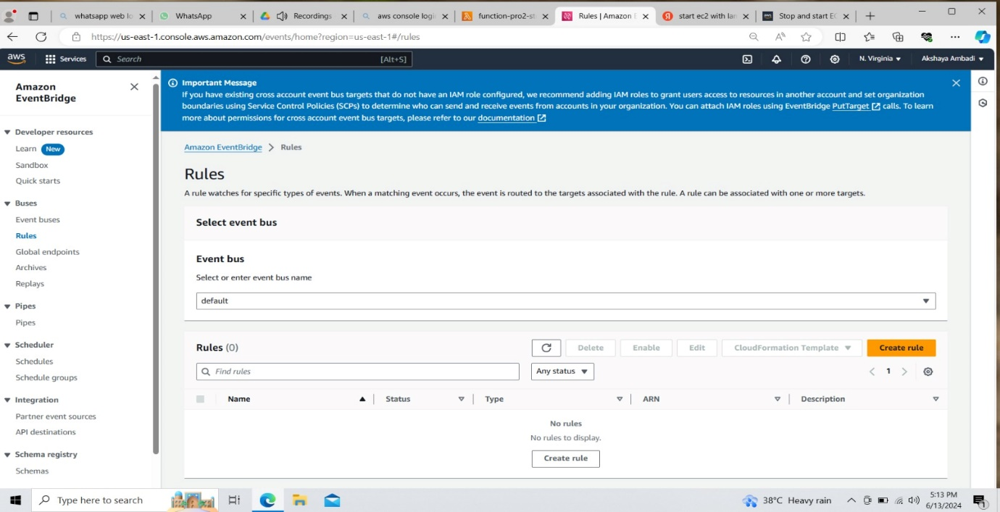 whatsapp web lo
WhatsApp
Recordings
aws console logi
function-pro2-st
Rules | Amazon E
start ec2 with lan
Stop and start EC
https://us-east-1.console.aws.amazon.com/events/home?region=us-east-1#/rules
aws
Services
Search
[Alt+S]
N. Virginia
Akshaya Ambadi
Amazon
EventBridge
Developer resources
Learn New
Sandbox
Quick starts
Buses
Event buses
Rules
Global endpoints
Archives
Replays
Pipes
Pipes
Scheduler
Schedules
Schedule groups
Integration
Partner event sources
API destinations
Schema registry
Schemas
Important Message
If you have existing cross account event bus targets that do not have an IAM role configured, we recommend adding IAM roles to grant users access to resources in another account and set organization
boundaries using Service Control Policies (SCPs) to determine who can send and receive events from accounts in your organization. You can attach IAM roles using EventBridge PutTarget calls. To learn
more about permissions for cross account event bus targets, please refer to our documentation
Amazon EventBridge > Rules
Rules
A rule watches for specific types of events. When a matching event occurs, the event is routed to the targets associated with the rule. A rule can be associated with one or more targets.
Select event bus
Event bus
Select or enter event bus name
default
Rules (0)
Delete
Enable
Edit
CloudFormation Template
Create rule
Find rules
Any status
1
Name
Status
Type
ARN
Description
No rules
No rules to display.
Create rule
Type here to search
38°C Heavy rain
5:13 PM
6/13/2024
1